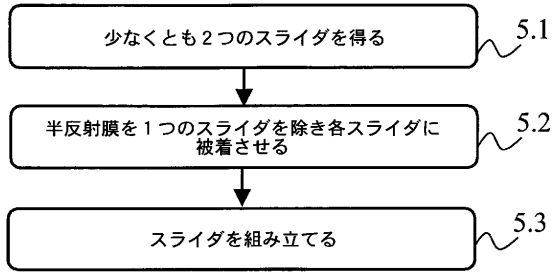 少なくとも２つのスライダを得る
5.1
半反射膜を１つのスライダを除き各スライダに
被着させる
5.2
スライダを組み立てる
5.3